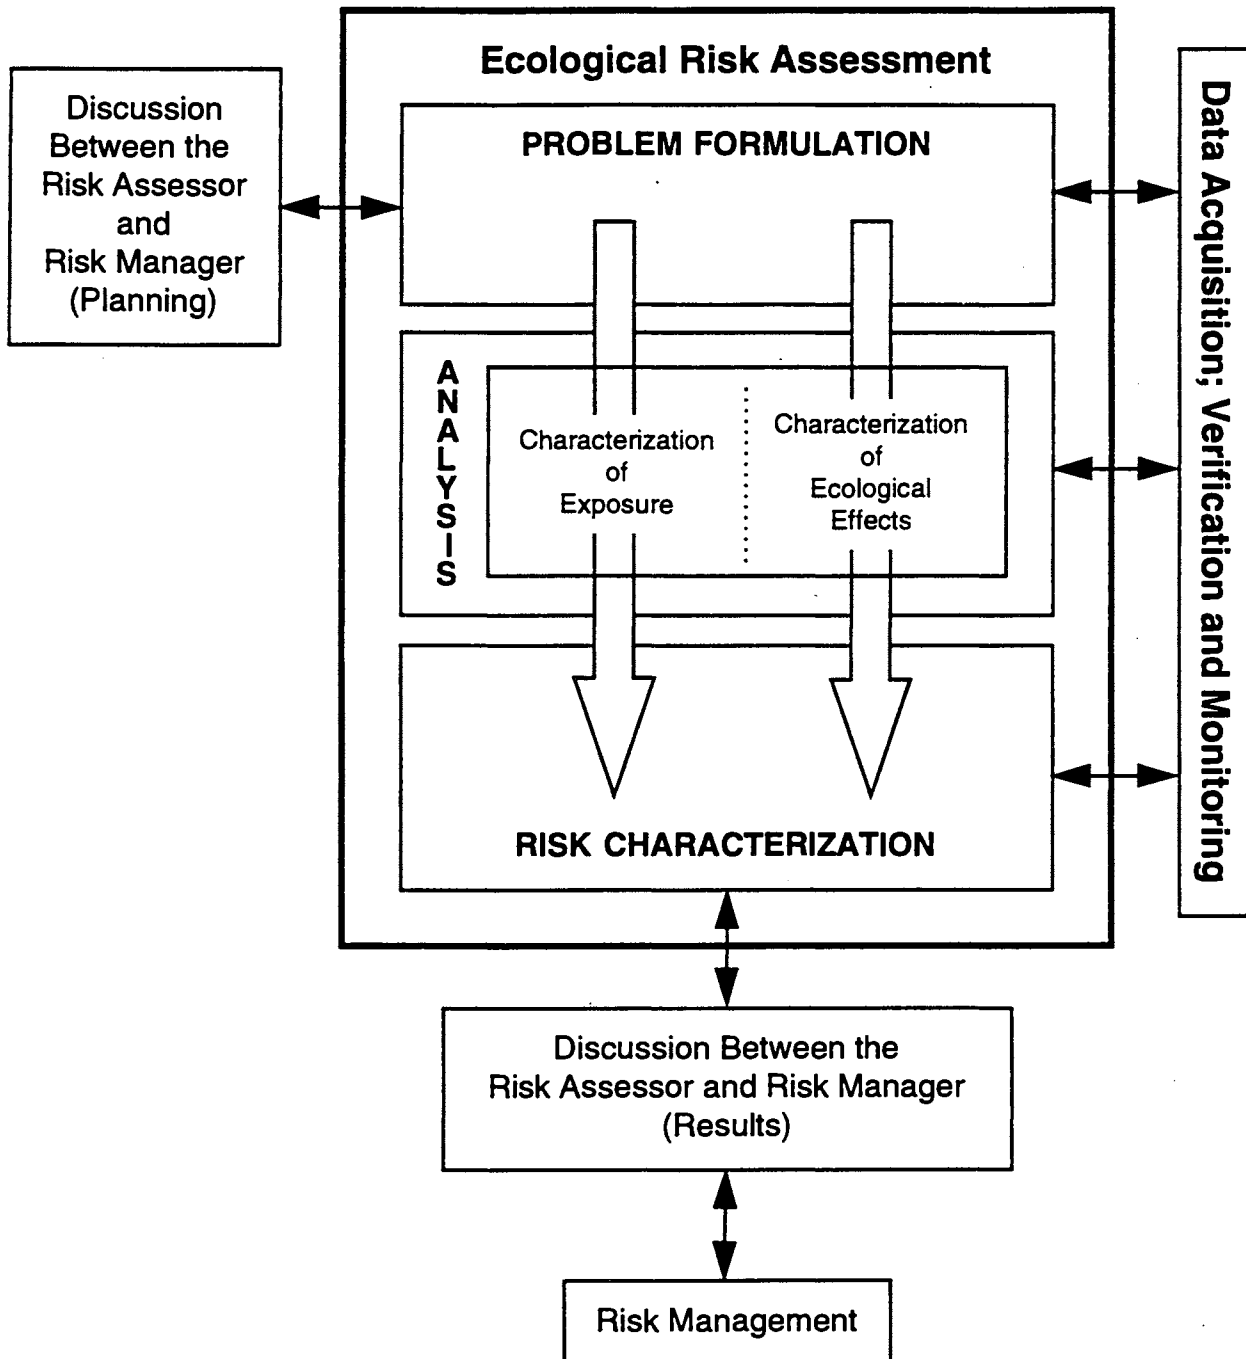 Ecological Risk Assessment
Discussion
Between the
Risk Assessor
and
Risk Manager
(Planning)
PROBLEM FORMULATION
ANALYSIS
Characterization
of
Exposure
Characterization
of
Ecological
Effects
RISK CHARACTERIZATION
Data Acquisition; Verification and Monitoring
Discussion Between the
Risk Assessor and Risk Manager
(Results)
Risk Management